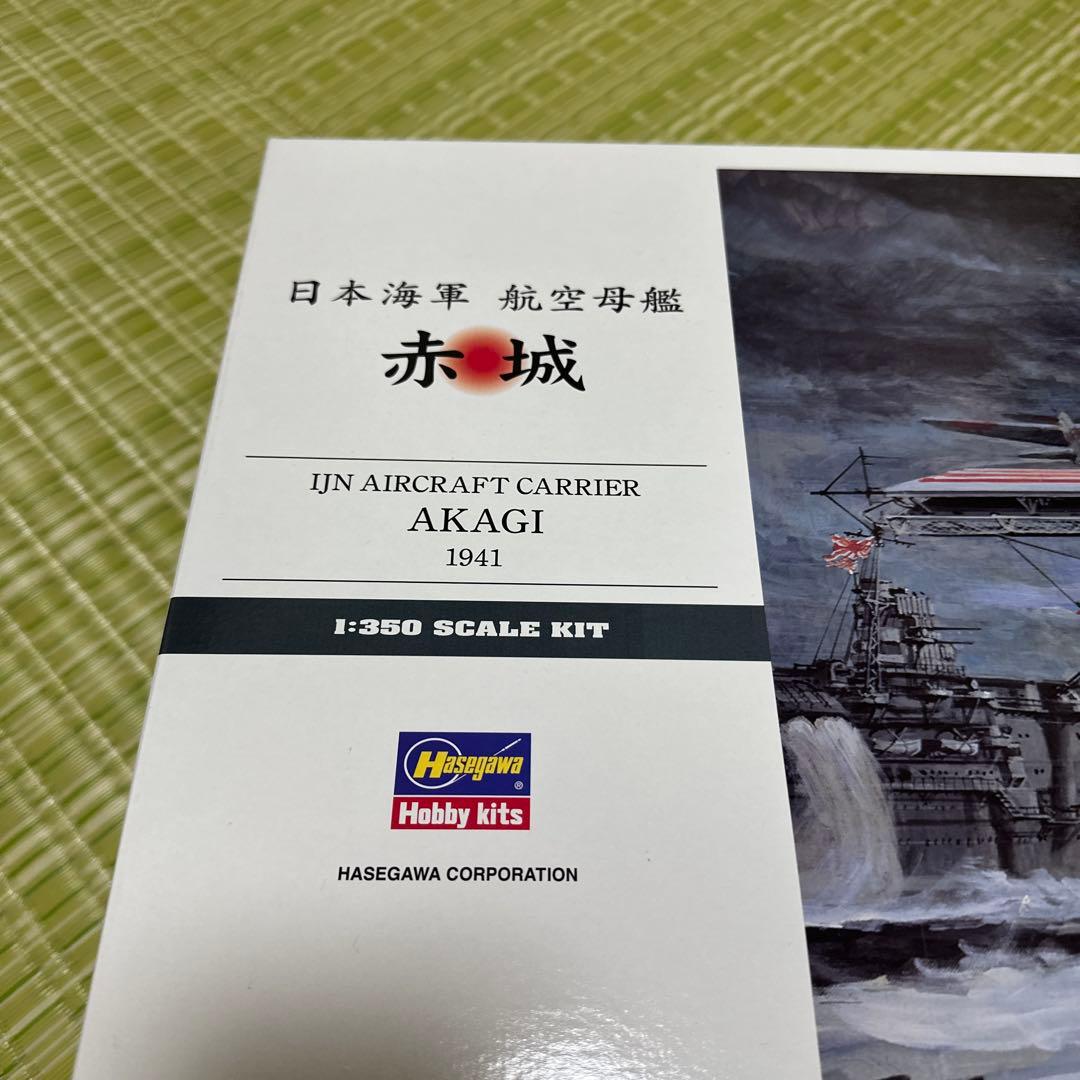 日本海軍 航空母艦
赤城
IJN AIRCRAFT CARRIER
AKAGI
1941
1:350 SCALE KIT
Hasegawa®
Hobby kits
HASEGAWA CORPORATION